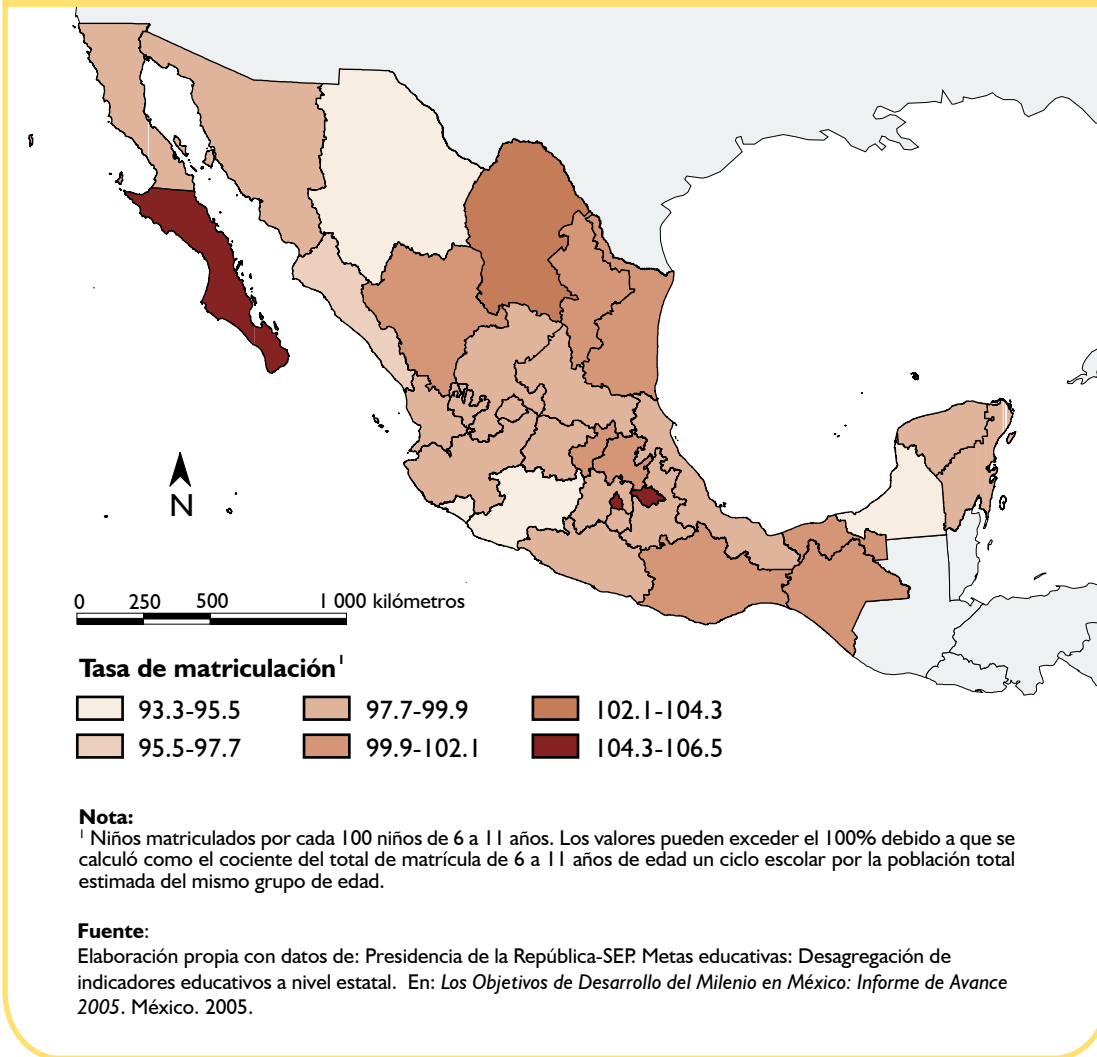 N
0 250 500 1 000 kilómetros
Tasa de matriculación¹
93.3-95.5 97.7-99.9 102.1-104.3
95.5-97.7 99.9-102.1 104.3-106.5
Nota:
¹ Niños matriculados por cada 100 niños de 6 a 11 años. Los valores pueden exceder el 100% debido a que se
calculó como el cociente del total de matrícula de 6 a 11 años de edad un ciclo escolar por la población total
estimada del mismo grupo de edad.
Fuente:
Elaboración propia con datos de: Presidencia de la República-SEP. Metas educativas: Desagregación de
indicadores educativos a nivel estatal. En: Los Objetivos de Desarrollo del Milenio en México: Informe de Avance
2005. México. 2005.